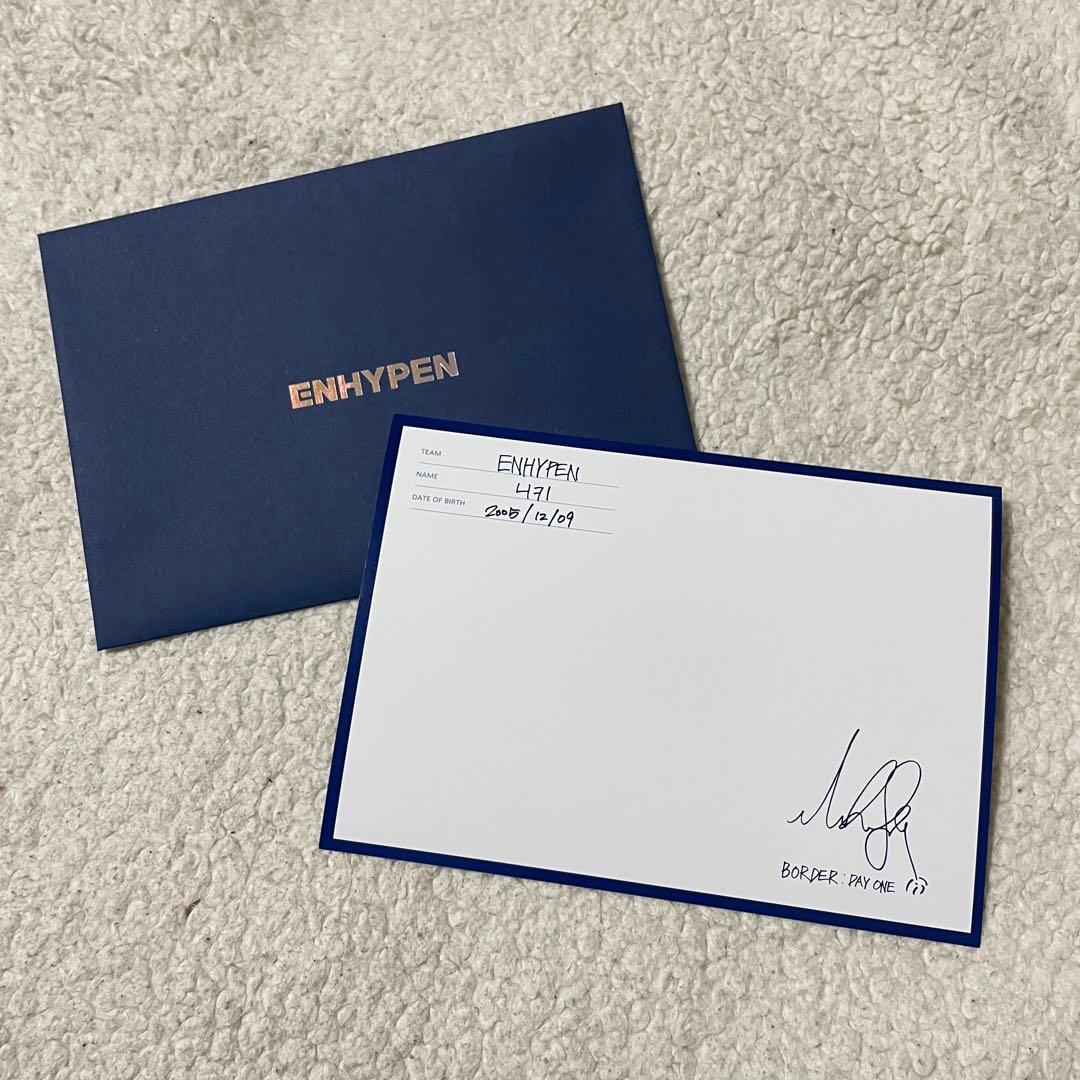 ENHYPEN
TEAM ENHYPEN
NAME 니키
DATE OF BIRTH 2005/12/09
BORDER : DAY ONE